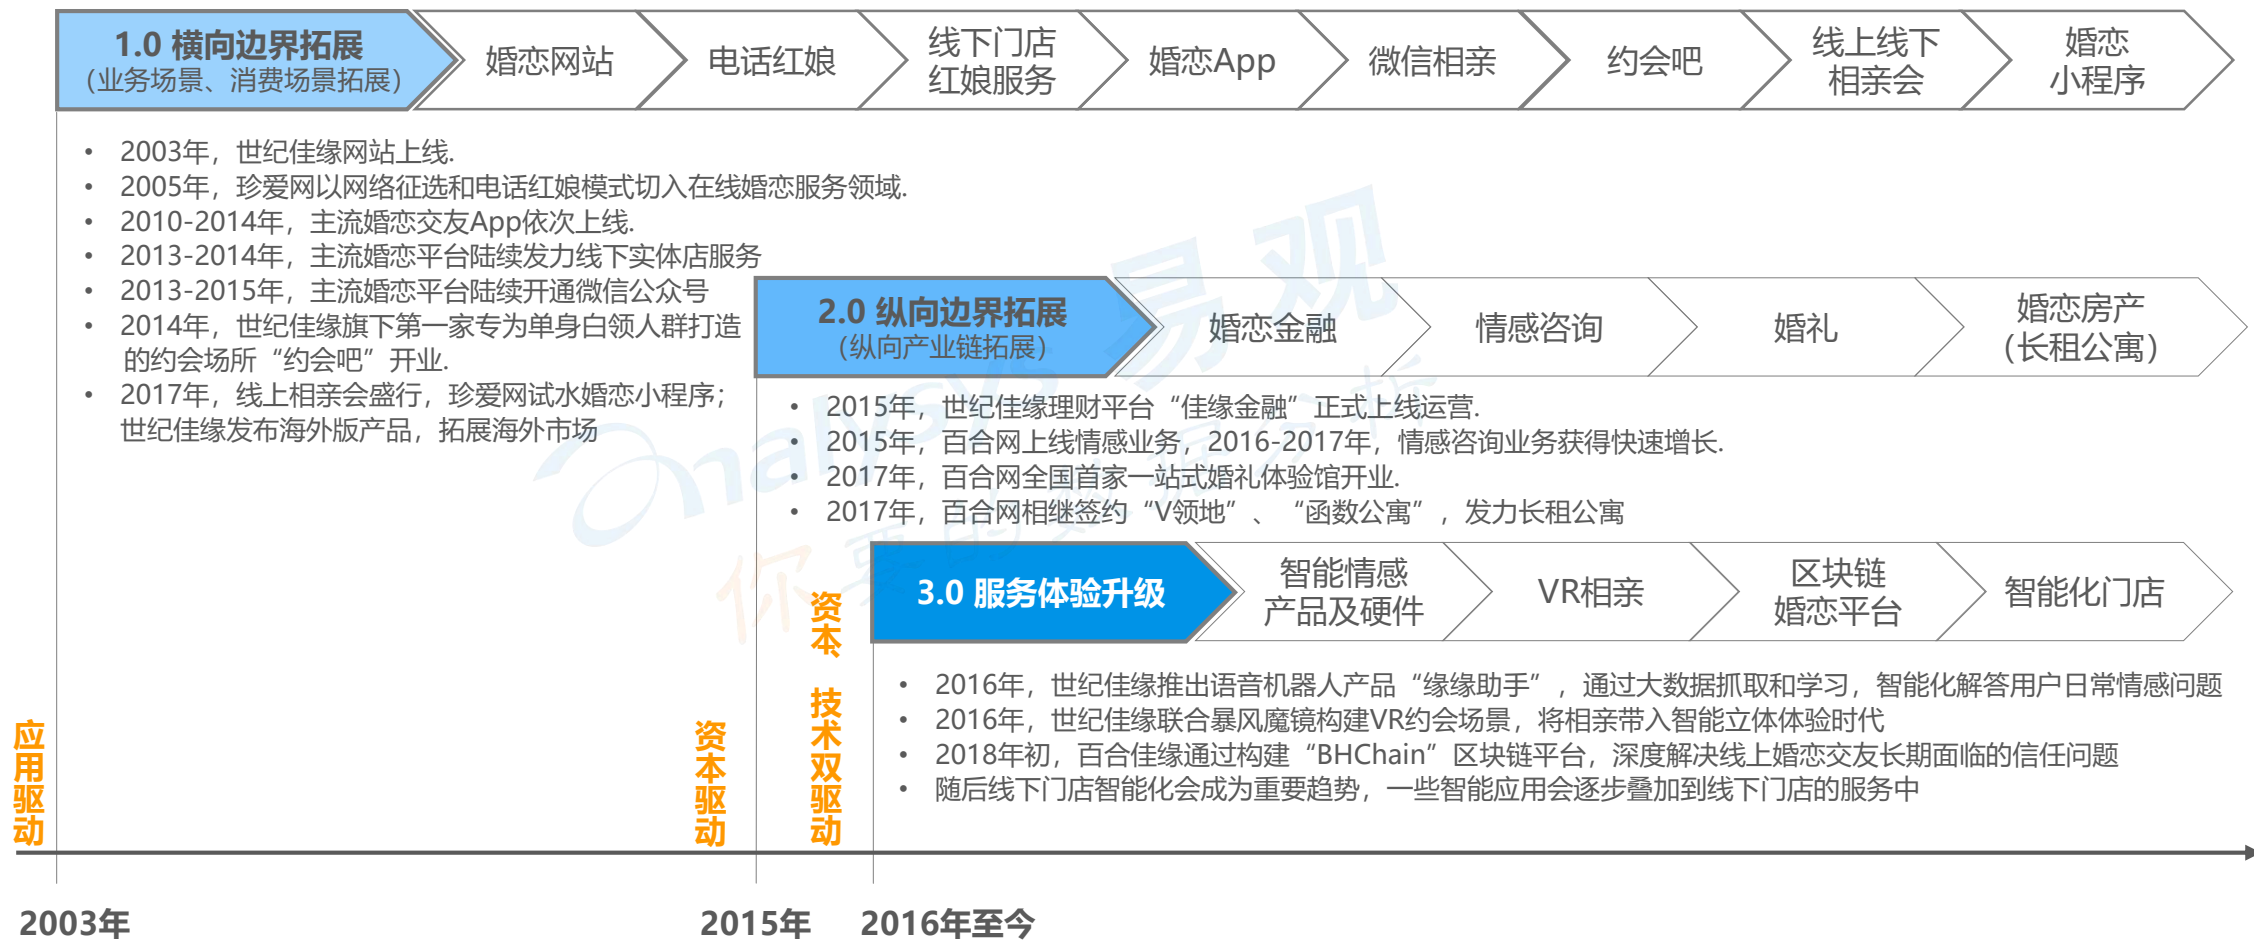 1.0 横向边界拓展
（业务场景、消费场景拓展）
婚恋网站
电话红娘
线下门店
红娘服务
婚恋App
微信相亲
约会吧
线上线下
相亲会
婚恋
小程序
• 2003年，世纪佳缘网站上线.
• 2005年，珍爱网以网络征选和电话红娘模式切入在线婚恋服务领域.
• 2010-2014年，主流婚恋交友App依次上线.
• 2013-2014年，主流婚恋平台陆续发力线下实体店服务
• 2013-2015年，主流婚恋平台陆续开通微信公众号
• 2014年，世纪佳缘旗下第一家专为单身白领人群打造
的约会场所“约会吧”开业.
• 2017年，线上相亲会盛行，珍爱网试水婚恋小程序；
世纪佳缘发布海外版产品，拓展海外市场
2.0 纵向边界拓展
（纵向产业链拓展）
婚恋金融
情感咨询
婚礼
婚恋房产
（长租公寓）
• 2015年，世纪佳缘理财平台“佳缘金融”正式上线运营.
• 2015年，百合网上线情感业务，2016-2017年，情感咨询业务获得快速增长.
• 2017年，百合网全国首家一站式婚礼体验馆开业.
• 2017年，百合网相继签约“V领地”、“函数公寓”，发力长租公寓
3.0 服务体验升级
智能情感
产品及硬件
VR相亲
区块链
婚恋平台
智能化门店
• 2016年，世纪佳缘推出语音机器人产品“缘缘助手”，通过大数据抓取和学习，智能化解答用户日常情感问题
• 2016年，世纪佳缘联合暴风魔镜构建VR约会场景，将相亲带入智能立体体验时代
• 2018年初，百合佳缘通过构建“BHChain”区块链平台，深度解决线上婚恋交友长期面临的信任问题
• 随后线下门店智能化会成为重要趋势，一些智能应用会逐步叠加到线下门店的服务中
应用驱动
资本驱动
资本、技术双驱动
2003年
2015年
2016年至今
analysys 易观
你要的数据分析